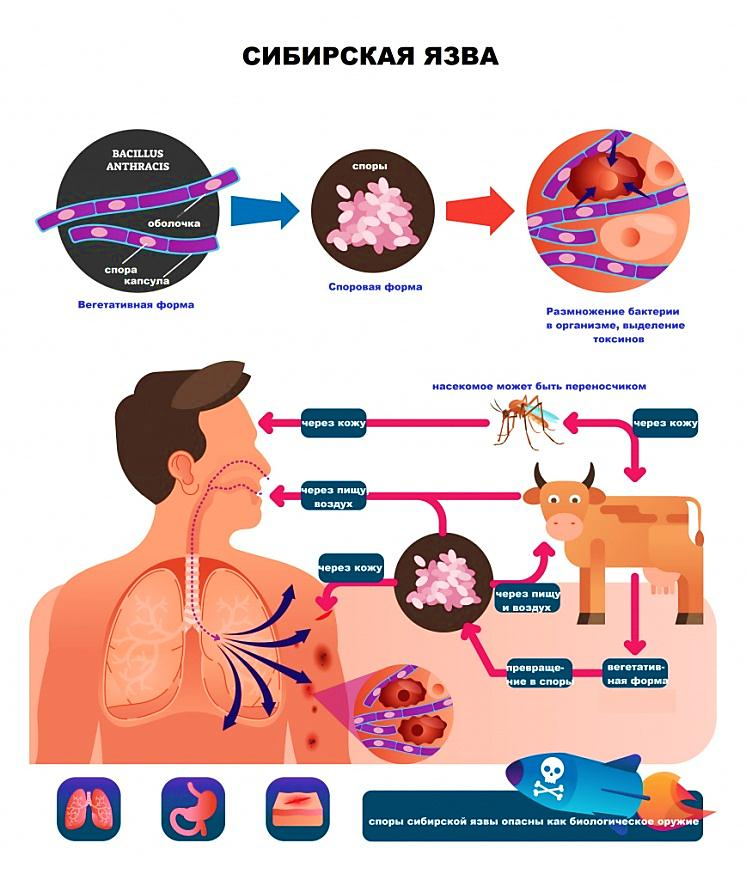 СИБИРСКАЯ ЯЗВА
BACILLUS
ANTHRACIS
оболочка
спора
капсула
Вегетативная форма
споры
Споровая форма
Размножение бактерии
в организме, выделение
токсинов
насекомое может быть переносчиком
через кожу
через кожу
через пищу,
воздух
через кожу
через пищу
и воздух
превраще-
ние в споры
вегетатив-
ная форма
споры сибирской язвы опасны как биологическое оружие